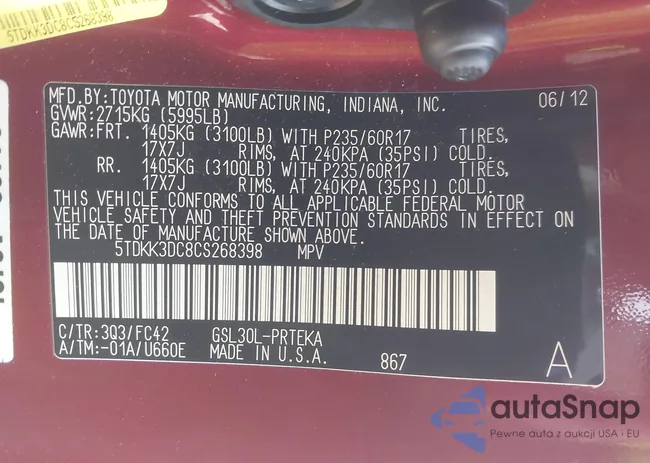 5TDKK3DC8CS268398
MFD.BY:TOYOTA MOTOR MANUFACTURING, INDIANA, INC. 06/12
GVWR:2715KG (5995LB)
GAWR:FRT. 1405KG (3100LB) WITH P235/60R17 TIRES,
17X7J RIMS, AT 240KPA (35PSI) COLD.
RR. 1405KG (3100LB) WITH P235/60R17 TIRES,
17X7J RIMS, AT 240KPA (35PSI) COLD.
THIS VEHICLE CONFORMS TO ALL APPLICABLE FEDERAL MOTOR
VEHICLE SAFETY AND THEFT PREVENTION STANDARDS IN EFFECT ON
THE DATE OF MANUFACTURE SHOWN ABOVE.
5TDKK3DC8CS268398 MPV
C/TR:3Q3/FC42 GSL30L-PRTEKA
A/TM:-01A/U660E MADE IN U.S.A. 867 A
autaSnap
Pewne auta z aukcji USA i EU